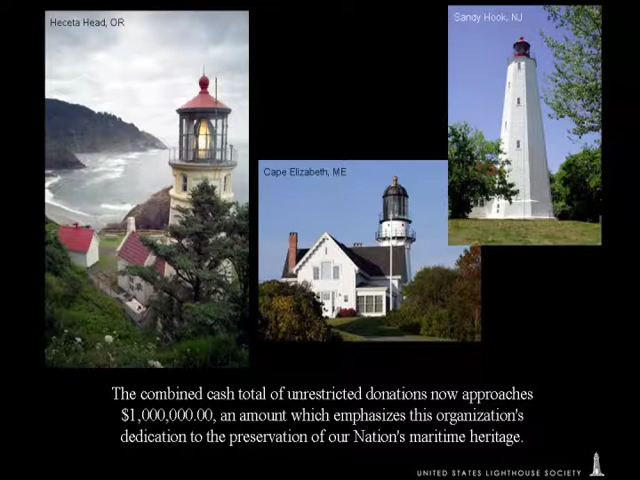 Heceta Head, OR
Sandy Hook, NJ
Cape Elizabeth, ME
The combined cash total of unrestricted donations now approaches
$1,000,000.00, an amount which emphasizes this organization's
dedication to the preservation of our Nation's maritime heritage.
UNITED STATES LIGHTHOUSE SOCIETY